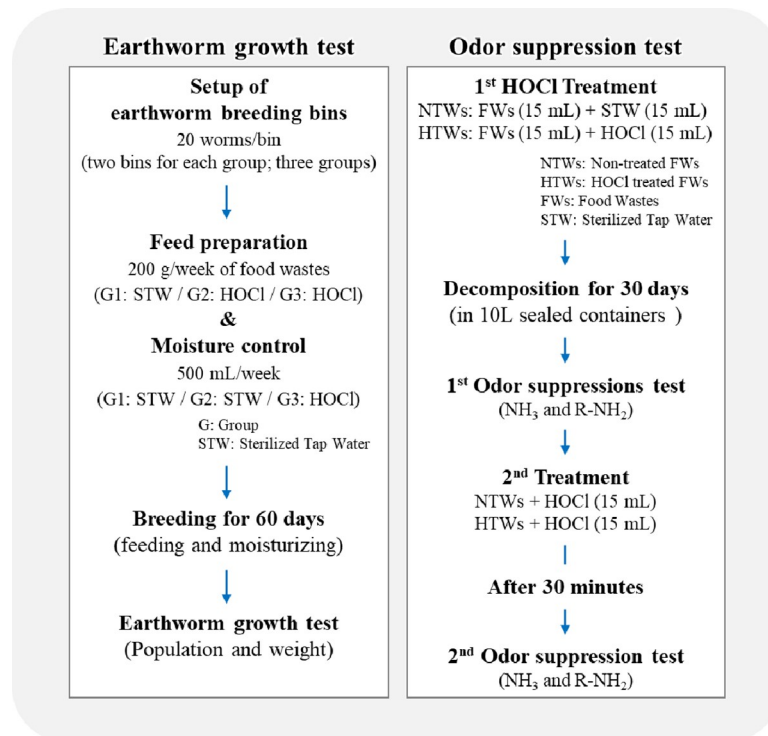 Earthworm growth test
Setup of
earthworm breeding bins
20 worms/bin
(two bins for each group; three groups)
Feed preparation
200 g/week of food wastes
(G1: STW / G2: HOCl / G3: HOCl)
&
Moisture control
500 mL/week
(G1: STW / G2: STW / G3: HOCl)
G: Group
STW: Sterilized Tap Water
Breeding for 60 days
(feeding and moisturizing)
Earthworm growth test
(Population and weight)
Odor suppression test
1st HOCl Treatment
NTWs: FWs (15 mL) + STW (15 mL)
HTWs: FWs (15 mL) + HOCl (15 mL)
NTWs: Non-treated FWs
HTWs: HOCl treated FWs
FWs: Food Wastes
STW: Sterilized Tap Water
Decomposition for 30 days
(in 10L sealed containers )
1st Odor suppressions test
(NH3 and R-NH2)
2nd Treatment
NTWs + HOCl (15 mL)
HTWs + HOCl (15 mL)
After 30 minutes
2nd Odor suppression test
(NH3 and R-NH2)